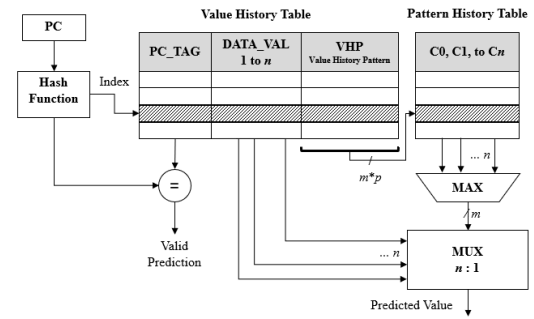 Value History Table
Pattern History Table
PC
PC_TAG
DATA_VAL
1 to n
VHP
Value History Pattern
C0, C1, to Cn
Hash
Function
Index
... n
m*p
=
MAX
m
Valid
Prediction
... n
MUX
n : 1
Predicted Value